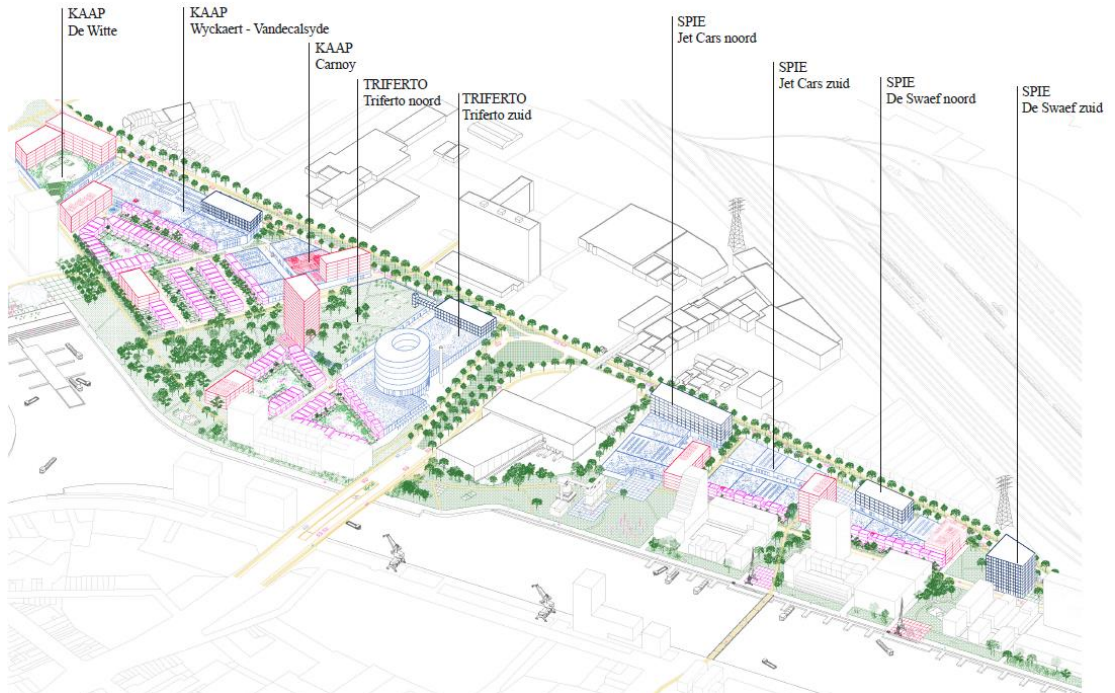 KAAP
De Witte
KAAP
Wyckaert - Vandecalsyde
KAAP
Carnoy
TRIFERTO
Triferto noord
TRIFERTO
Triferto zuid
SPIE
Jet Cars noord
SPIE
Jet Cars zuid
SPIE
De Swaef noord
SPIE
De Swaef zuid